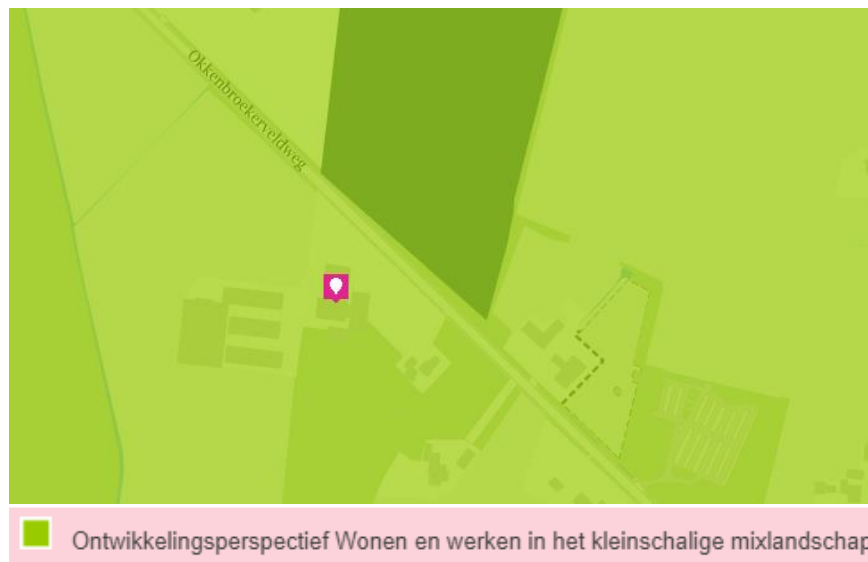 Okkenbroekerveldweg
Ontwikkelingsperspectief Wonen en werken in het kleinschalige mixlandschap